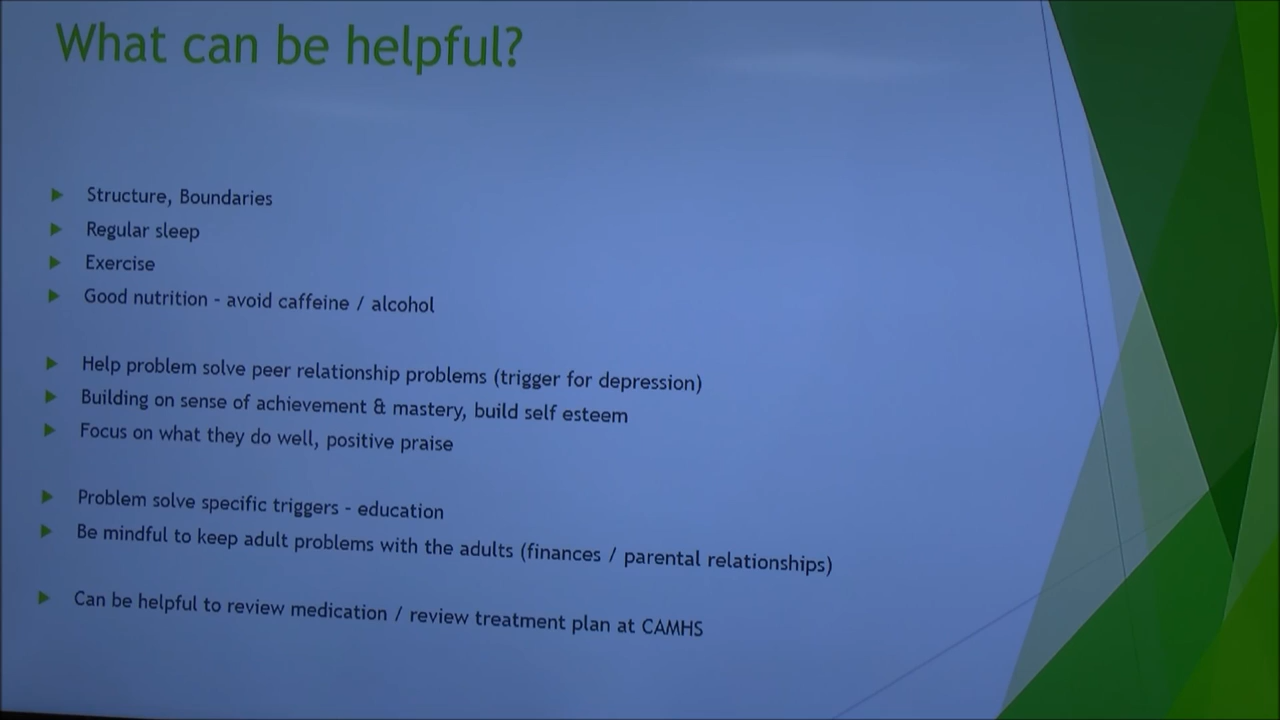 What can be helpful?
Structure, Boundaries
Regular sleep
Exercise
Good nutrition - avoid caffeine / alcohol
Help problem solve peer relationship problems (trigger for depression)
Building on sense of achievement & mastery, build self esteem
Focus on what they do well, positive praise
Problem solve specific triggers - education
Be mindful to keep adult problems with the adults (finances / parental relationships)
Can be helpful to review medication / review treatment plan at CAMHS